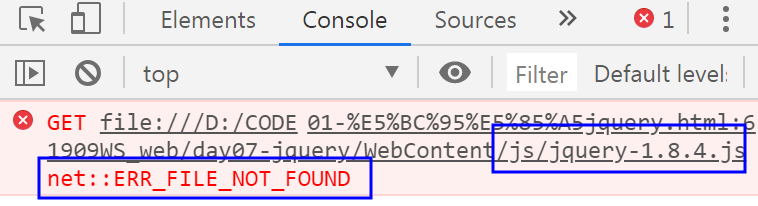 Elements Console Sources » 1
top Filter Default levels
GET file:///D:/CODE 01-%E5%BC%95%E5%85%A5jquery.html:6
1909WS_web/day07-jquery/WebContent/js/jquery-1.8.4.js
net::ERR_FILE_NOT_FOUND